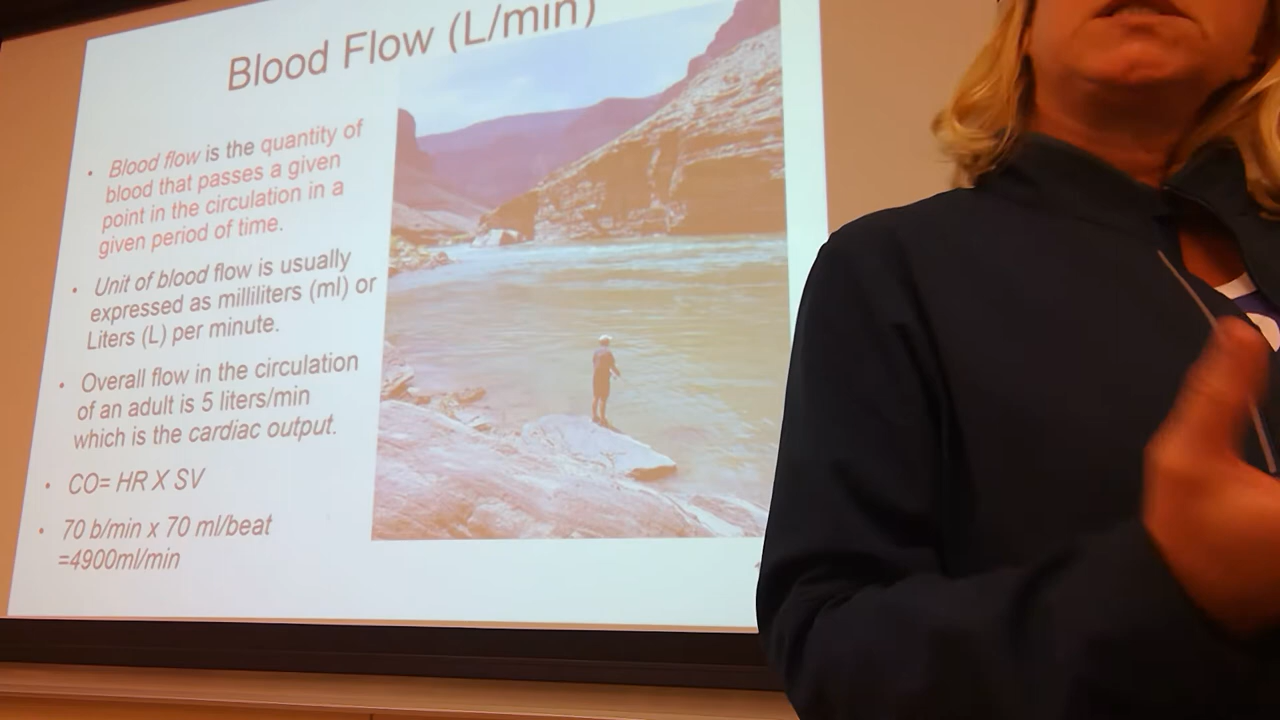 Blood Flow (L/min)
• Blood flow is the quantity of
blood that passes a given
point in the circulation in a
given period of time.
• Unit of blood flow is usually
expressed as milliliters (ml) or
Liters (L) per minute.
• Overall flow in the circulation
of an adult is 5 liters/min
which is the cardiac output.
• CO= HR X SV
• 70 b/min x 70 ml/beat
=4900ml/min